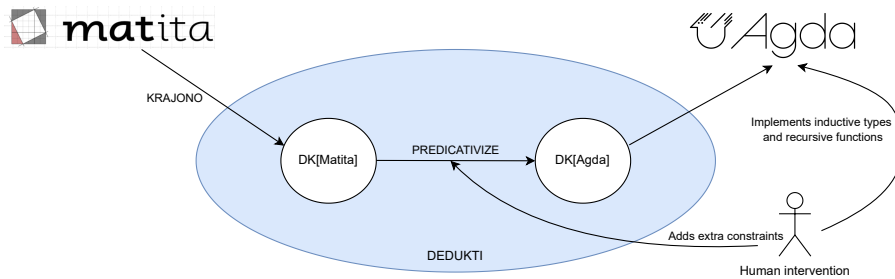 matita
Agda
KRAJONO
Implements inductive types
and recursive functions
DK[Matita]
PREDICATIVIZE
DK[Agda]
Adds extra constraints
DEDUKTI
Human intervention